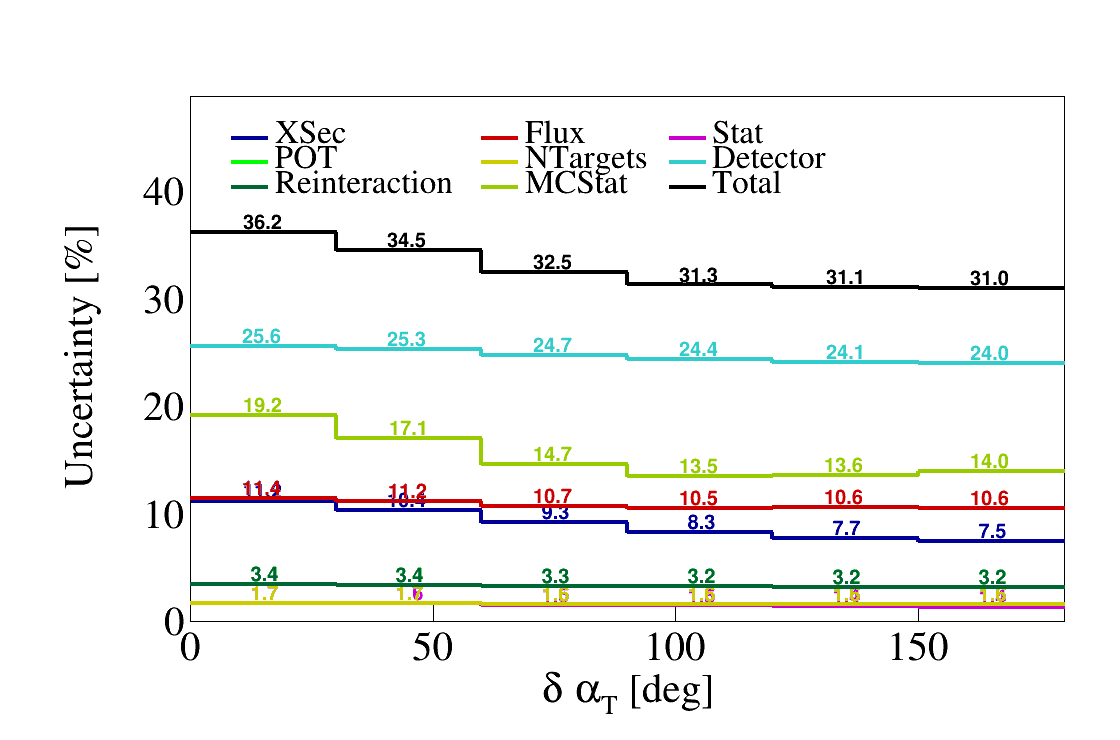 XSec Flux Stat
POT NTargets Detector
Reinteraction MCStat Total
Uncertainty [%]
40
30
20
10
0
36.2 34.5 32.5 31.3 31.1 31.0
25.6 25.3 24.7 24.4 24.1 24.0
19.2 17.1 14.7 13.5 13.6 14.0
11.4 11.2 10.7 10.5 10.6 10.6
9.3 8.3 7.7 7.5
3.4 3.4 3.3 3.2 3.2 3.2
1.7
0 50 100 150
δ αT [deg]